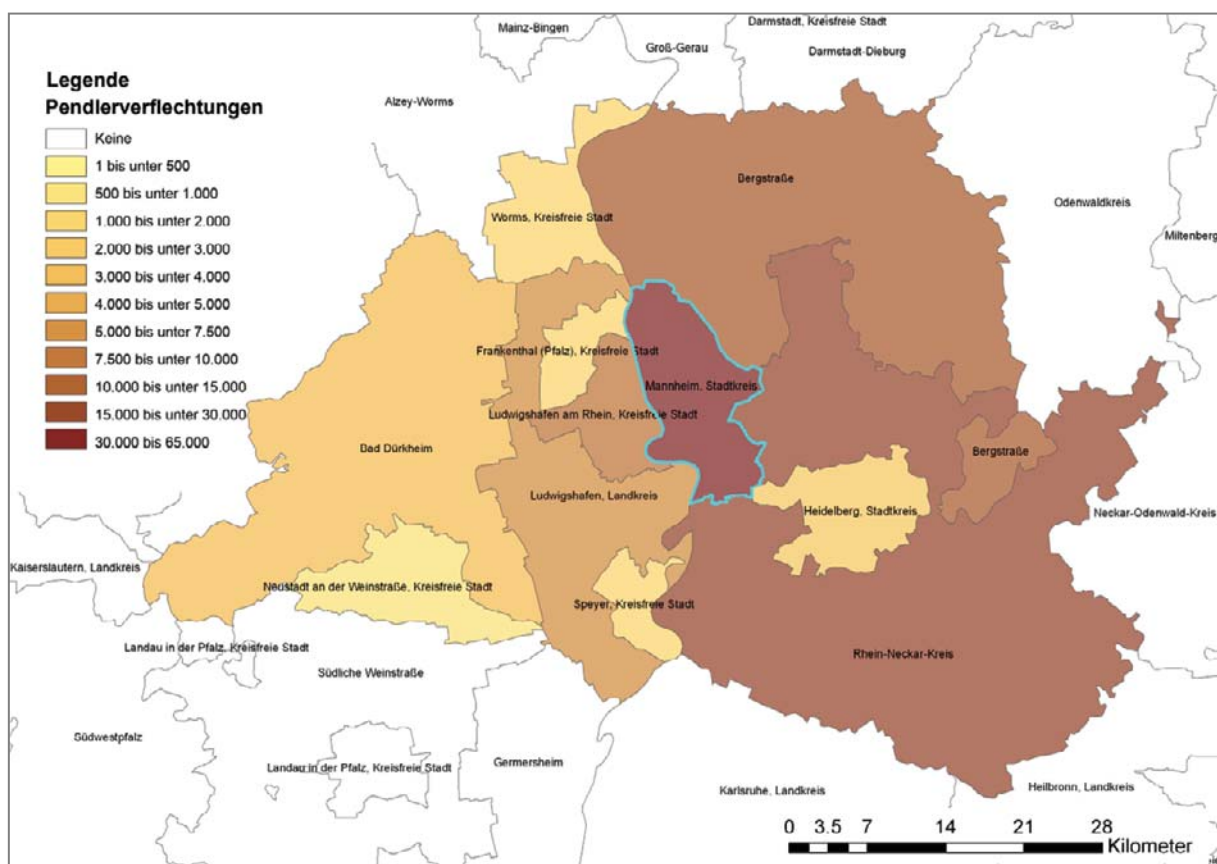 Mainz-Bingen
Darmstadt, Kreisfreie Stadt
Groß-Gerau
Darmstadt-Dieburg
Legende
Pendlerverflechtungen
Keine
1 bis unter 500
500 bis unter 1.000
1.000 bis unter 2.000
2.000 bis unter 3.000
3.000 bis unter 4.000
4.000 bis unter 5.000
5.000 bis unter 7.500
7.500 bis unter 10.000
10.000 bis unter 15.000
15.000 bis unter 30.000
30.000 bis 65.000
Alzey-Worms
Bergstraße
Odenwaldkreis
Worms, Kreisfreie Stadt
Miltenberg
Frankenthal (Pfalz), Kreisfreie Stadt
Mannheim, Stadtkreis
Ludwigshafen am Rhein, Kreisfreie Stadt
Bad Dürkheim
Bergstraße
Ludwigshafen, Landkreis
Heidelberg, Stadtkreis
Neckar-Odenwald-Kreis
Kaiserslautern, Landkreis
Neustadt an der Weinstraße, Kreisfreie Stadt
Speyer, Kreisfreie Stadt
Landau in der Pfalz, Kreisfreie Stadt
Rhein-Neckar-Kreis
Südliche Weinstraße
Südwestpfalz
Germersheim
Landau in der Pfalz, Kreisfreie Stadt
Karlsruhe, Landkreis
Heilbronn, Landkreis
0 3.5 7 14 21 28
Kilometer